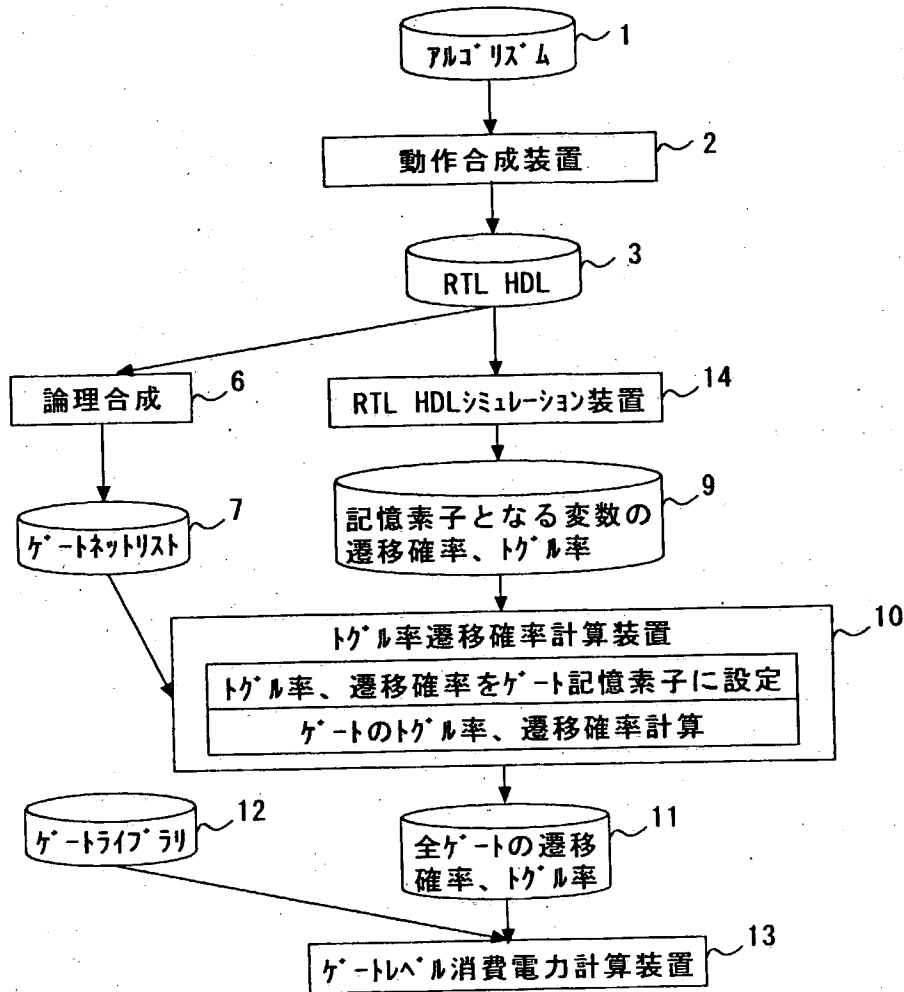 ｱﾙｺﾞﾘｽﾞﾑ
1
動作合成装置
2
RTL HDL
3
論理合成
6
RTL HDLｼﾐｭﾚｰｼｮﾝ装置
14
ｹﾞｰﾄﾈｯﾄﾘｽﾄ
7
記憶素子となる変数の
遷移確率、ﾄｸﾞﾙ率
9
ﾄｸﾞﾙ率遷移確率計算装置
10
ﾄｸﾞﾙ率、遷移確率をｹﾞｰﾄ記憶素子に設定
ｹﾞｰﾄのﾄｸﾞﾙ率、遷移確率計算
ｹﾞｰﾄﾗｲﾌﾞﾗﾘ
12
全ｹﾞｰﾄの遷移
確率、ﾄｸﾞﾙ率
11
ｹﾞｰﾄﾚﾍﾞﾙ消費電力計算装置
13